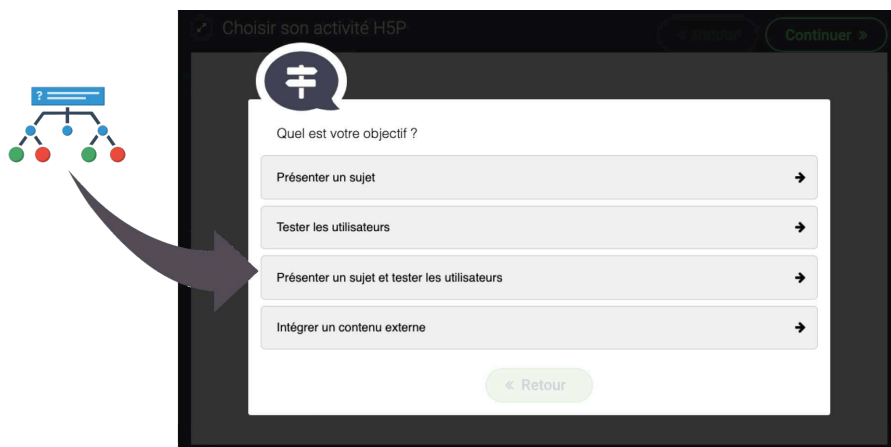 Choisir son activité H5P
Continuer »
?
Quel est votre objectif ?
Présenter un sujet
Tester les utilisateurs
Présenter un sujet et tester les utilisateurs
Intégrer un contenu externe
« Retour